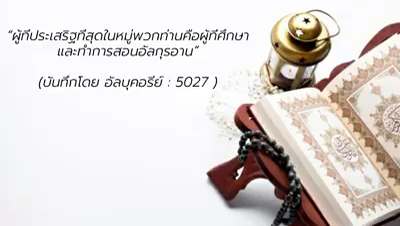 “ผู้ที่ประเสริฐที่สุดในหมู่พวกท่านคือผู้ที่ศึกษา
และทำการสอนอัลกุรอาน”
(บันทึกโดย อัลบุคอรีย์ : 5027 )